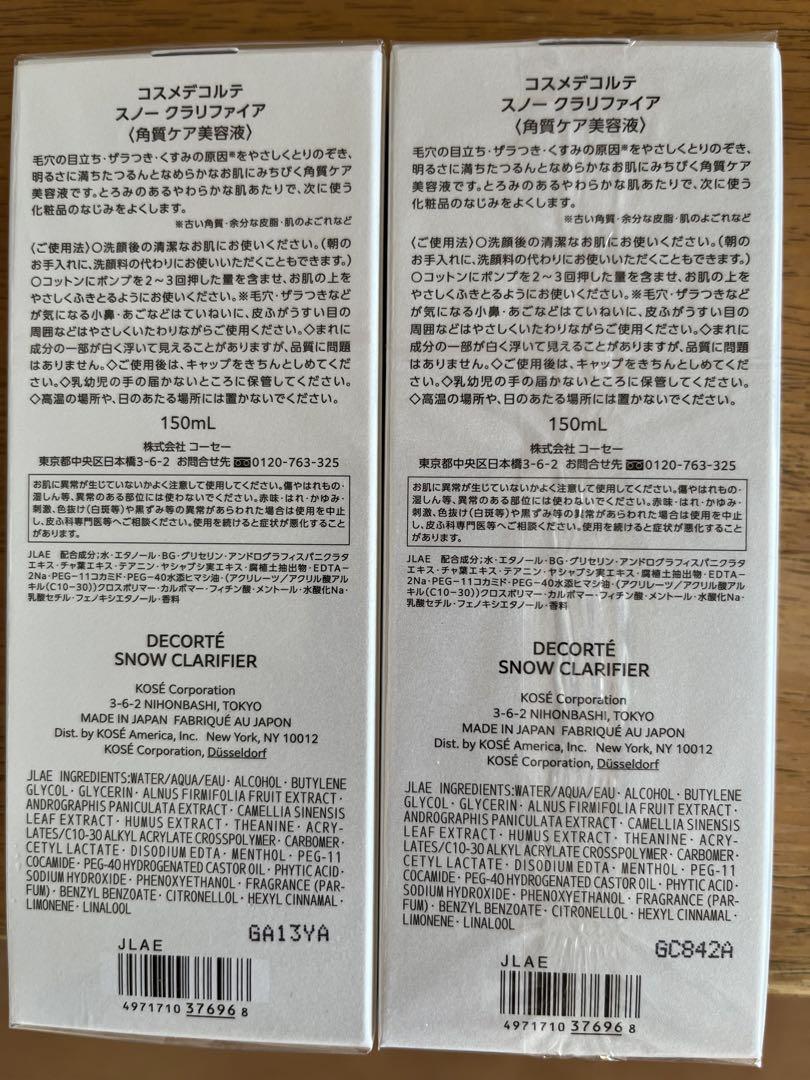 コスメデコルテ
スノー クラリファイア
〈角質ケア美容液〉
毛穴の目立ち・ザラつき・くすみの原因※をやさしくとりのぞき、
明るさに満ちたつるんとなめらかなお肌にみちびく角質ケア
美容液です。とろみのあるやわらかな肌あたりで、次に使う
化粧品のなじみをよくします。
※古い角質・余分な皮脂・肌のよごれなど
〈ご使用法〉○洗顔後の清潔なお肌にお使いください。(朝の
お手入れに、洗顔料の代わりにお使いいただくこともできます。)
○コットンにポンプを2～3回押した量を含ませ、お肌の上を
やさしくふきとるようにお使いください。※毛穴・ザラつきなど
が気になる小鼻・あごなどはていねいに、皮ふがうすい目の
周囲などはやさしくいたわりながらご使用ください。◇まれに
成分の一部が白く浮いて見えることがありますが、品質に問題
はありません。◇ご使用後は、キャップをきちんとしめてくだ
さい。◇乳幼児の手の届かないところに保管してください。
◇高温の場所や、日のあたる場所には置かないでください。
150mL
株式会社 コーセー
東京都中央区日本橋3-6-2 お問合せ先 0120-763-325
お肌に異常が生じていないかよく注意して使用してください。傷やはれもの・
湿しん等、異常のある部位には使わないでください。赤味・はれ・かゆみ・
刺激、色抜け(白斑等)や黒ずみ等の異常があらわれた場合は使用を中止
し、皮ふ科専門医等へご相談ください。使用を続けると症状が悪化すること
があります。
JLAE 配合成分:水・エタノール・BG・グリセリン・アンドログラフィスパニクラタ
エキス・チャ葉エキス・テアニン・ヤシャブシ実エキス・腐植土抽出物・EDTA-
2Na・PEG-11コカミド・PEG-40水添ヒマシ油・(アクリレーツ/アクリル酸アル
キル(C10-30))クロスポリマー・カルボマー・フィチン酸・メントール・水酸化Na・
乳酸セチル・フェノキシエタノール・香料
DECORTÉ
SNOW CLARIFIER
KOSÉ Corporation
3-6-2 NIHONBASHI, TOKYO
MADE IN JAPAN FABRIQUÉ AU JAPON
Dist. by KOSÉ America, Inc. New York, NY 10012
KOSÉ Corporation, Düsseldorf
JLAE INGREDIENTS:WATER/AQUA/EAU・ALCOHOL・BUTYLENE
GLYCOL・GLYCERIN・ALNUS FIRMIFOLIA FRUIT EXTRACT・
ANDROGRAPHIS PANICULATA EXTRACT・CAMELLIA SINENSIS
LEAF EXTRACT・HUMUS EXTRACT・THEANINE・ACRY-
LATES/C10-30 ALKYL ACRYLATE CROSSPOLYMER・CARBOMER・
CETYL LACTATE・DISODIUM EDTA・MENTHOL・PEG-11
COCAMIDE・PEG-40 HYDROGENATED CASTOR OIL・PHYTIC ACID・
SODIUM HYDROXIDE・PHENOXYETHANOL・FRAGRANCE (PAR-
FUM)・BENZYL BENZOATE・CITRONELLOL・HEXYL CINNAMAL・
LIMONENE・LINALOOL
GA13YA
JLAE
4971710 37696 8
コスメデコルテ
スノー クラリファイア
〈角質ケア美容液〉
毛穴の目立ち・ザラつき・くすみの原因※をやさしくとりのぞき、
明るさに満ちたつるんとなめらかなお肌にみちびく角質ケア
美容液です。とろみのあるやわらかな肌あたりで、次に使う
化粧品のなじみをよくします。
※古い角質・余分な皮脂・肌のよごれなど
〈ご使用法〉○洗顔後の清潔なお肌にお使いください。(朝の
お手入れに、洗顔料の代わりにお使いいただくこともできます。)
○コットンにポンプを2～3回押した量を含ませ、お肌の上を
やさしくふきとるようにお使いください。※毛穴・ザラつきなど
が気になる小鼻・あごなどはていねいに、皮ふがうすい目の
周囲などはやさしくいたわりながらご使用ください。◇まれに
成分の一部が白く浮いて見えることがありますが、品質に問題
はありません。◇ご使用後は、キャップをきちんとしめてくだ
さい。◇乳幼児の手の届かないところに保管してください。
◇高温の場所や、日のあたる場所には置かないでください。
150mL
株式会社 コーセー
東京都中央区日本橋3-6-2 お問合せ先 0120-763-325
お肌に異常が生じていないかよく注意して使用してください。傷やはれもの・
湿しん等、異常のある部位には使わないでください。赤味・はれ・かゆみ・
刺激、色抜け(白斑等)や黒ずみ等の異常があらわれた場合は使用を中止
し、皮ふ科専門医等へご相談ください。使用を続けると症状が悪化すること
があります。
JLAE 配合成分:水・エタノール・BG・グリセリン・アンドログラフィスパニクラタ
エキス・チャ葉エキス・テアニン・ヤシャブシ実エキス・腐植土抽出物・EDTA-
2Na・PEG-11コカミド・PEG-40水添ヒマシ油・(アクリレーツ/アクリル酸アル
キル(C10-30))クロスポリマー・カルボマー・フィチン酸・メントール・水酸化Na・
乳酸セチル・フェノキシエタノール・香料
DECORTÉ
SNOW CLARIFIER
KOSÉ Corporation
3-6-2 NIHONBASHI, TOKYO
MADE IN JAPAN FABRIQUÉ AU JAPON
Dist. by KOSÉ America, Inc. New York, NY 10012
KOSÉ Corporation, Düsseldorf
JLAE INGREDIENTS:WATER/AQUA/EAU・ALCOHOL・BUTYLENE
GLYCOL・GLYCERIN・ALNUS FIRMIFOLIA FRUIT EXTRACT・
ANDROGRAPHIS PANICULATA EXTRACT・CAMELLIA SINENSIS
LEAF EXTRACT・HUMUS EXTRACT・THEANINE・ACRY-
LATES/C10-30 ALKYL ACRYLATE CROSSPOLYMER・CARBOMER・
CETYL LACTATE・DISODIUM EDTA・MENTHOL・PEG-11
COCAMIDE・PEG-40 HYDROGENATED CASTOR OIL・PHYTIC ACID・
SODIUM HYDROXIDE・PHENOXYETHANOL・FRAGRANCE (PAR-
FUM)・BENZYL BENZOATE・CITRONELLOL・HEXYL CINNAMAL・
LIMONENE・LINALOOL
GC842A
JLAE
4971710 37696 8